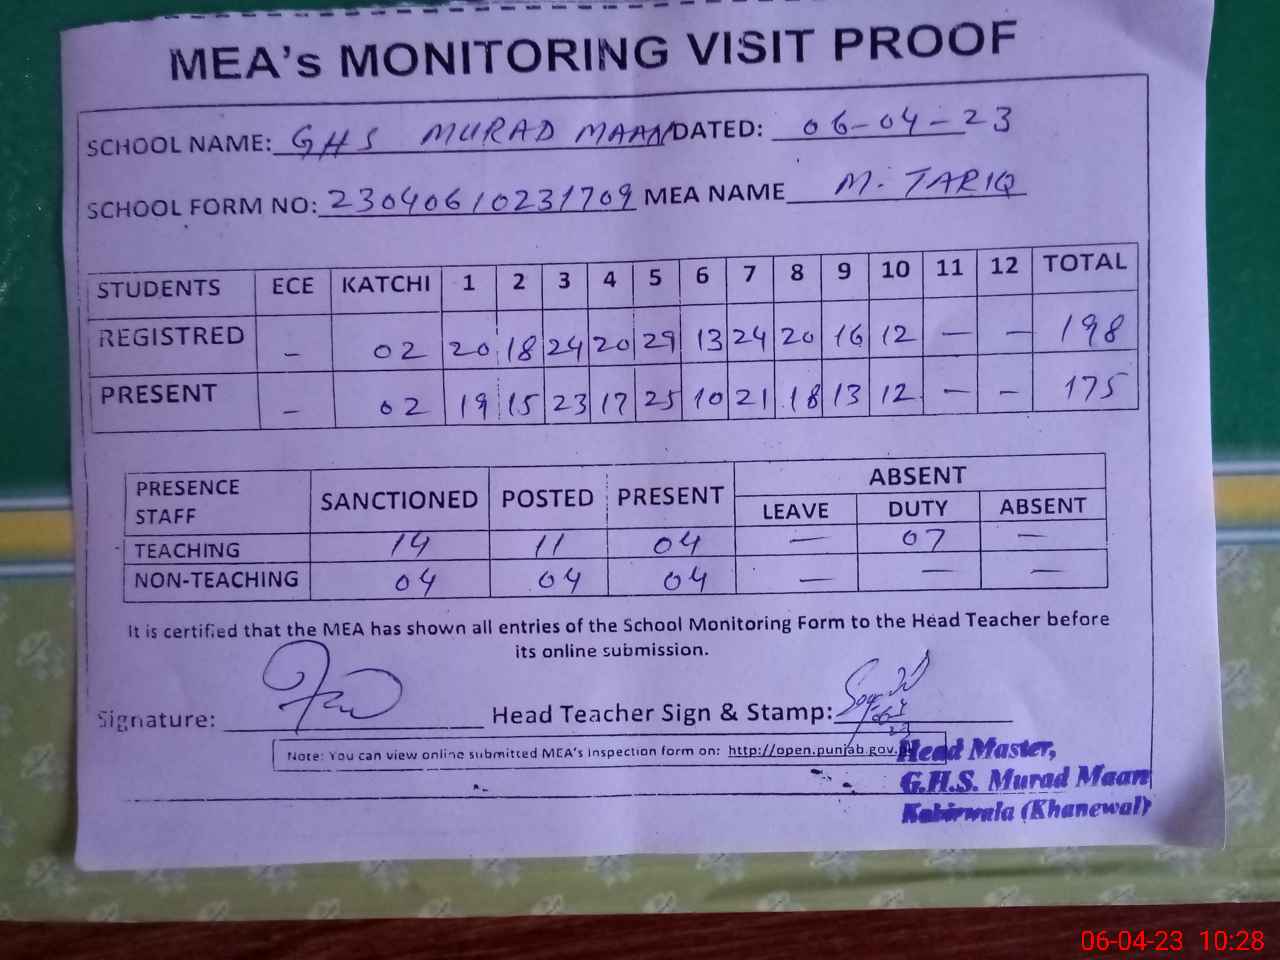 MEA's MONITORING VISIT PROOF
SCHOOL NAME: GHS MURAD MAAN DATED: 06-04-23
SCHOOL FORM NO: 23040610231709 MEA NAME M. TARIQ
STUDENTS ECE KATCHI 1 2 3 4 5 6 7 8 9 10 11 12 TOTAL
REGISTRED – 02 20 18 24 20 29 13 24 20 16 12 — – 198
PRESENT – 02 19 15 23 17 25 10 21 18 13 12 — – 175
PRESENCE STAFF SANCTIONED POSTED PRESENT ABSENT
LEAVE DUTY ABSENT
TEACHING 14 11 04 — 07 —
NON-TEACHING 04 04 04 — — —
It is certified that the MEA has shown all entries of the School Monitoring Form to the Head Teacher before
its online submission.
Signature: Head Teacher Sign & Stamp:
Note: You can view online submitted MEA's inspection form on: http://open.punjab.gov.
Head Master,
G.H.S. Murad Maan
Kabirwala (Khanewal)
06-04-23 10:28